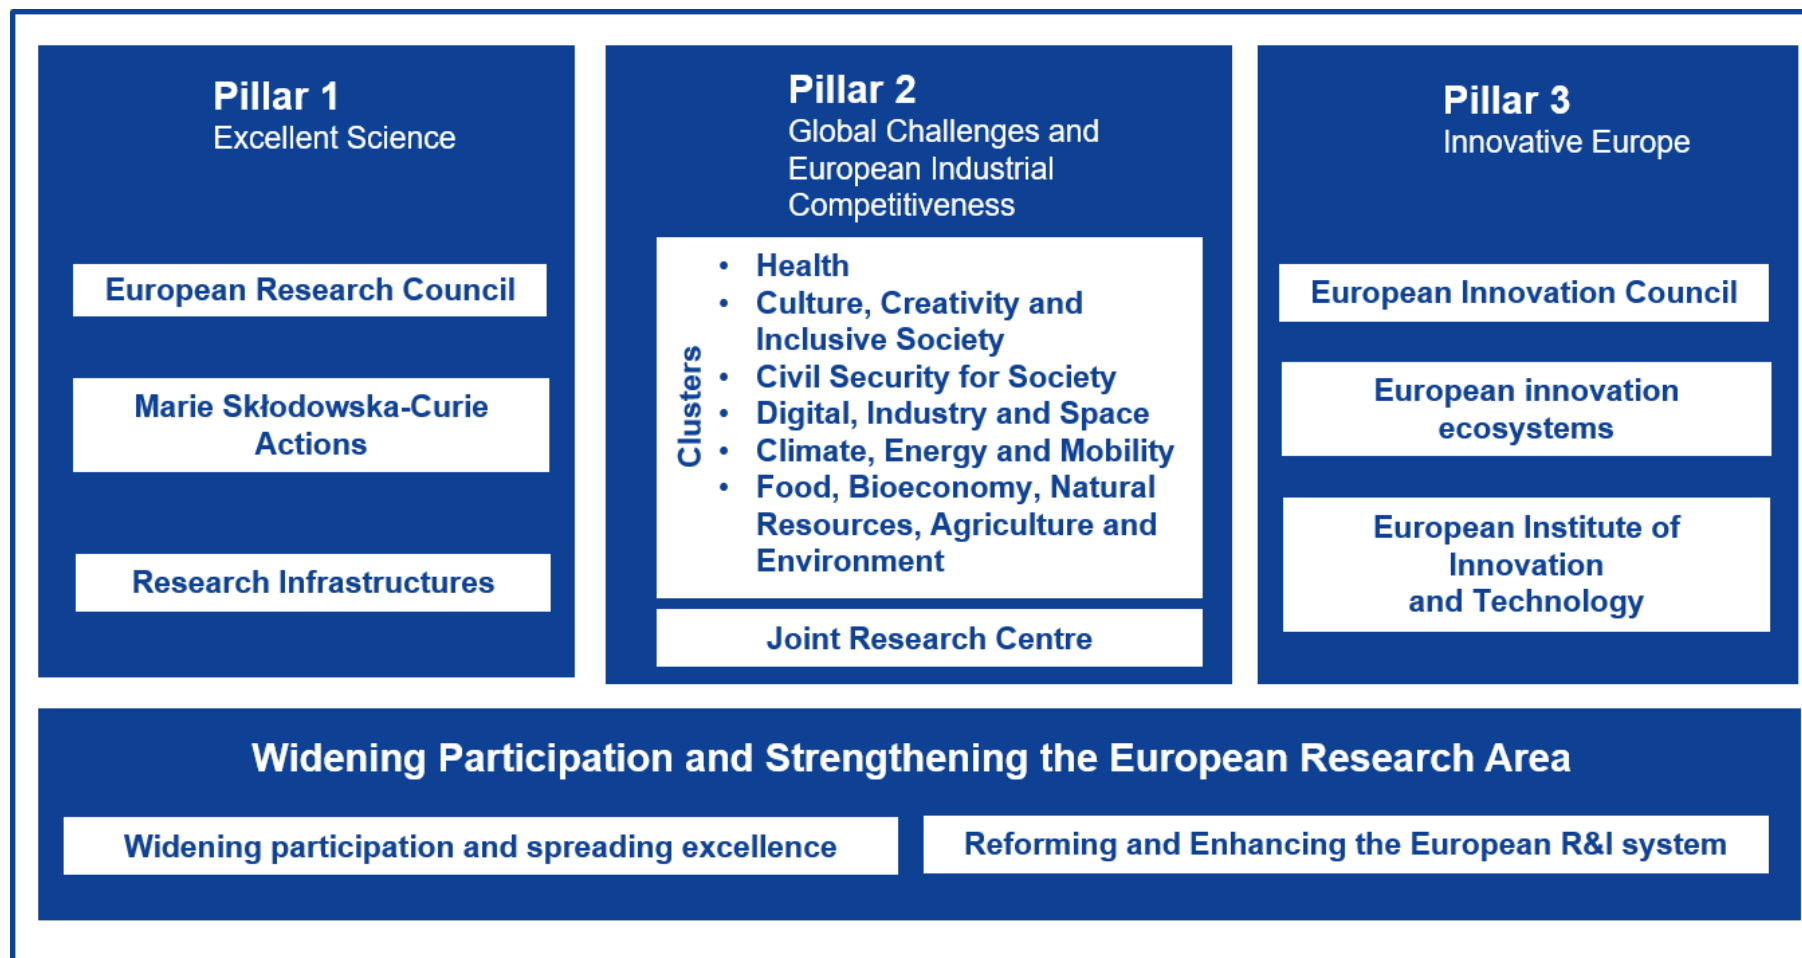 Pillar 1
Excellent Science
European Research Council
Marie Skłodowska-Curie
Actions
Research Infrastructures
Pillar 2
Global Challenges and
European Industrial
Competitiveness
Clusters
• Health
• Culture, Creativity and
Inclusive Society
• Civil Security for Society
• Digital, Industry and Space
• Climate, Energy and Mobility
• Food, Bioeconomy, Natural
Resources, Agriculture and
Environment
Joint Research Centre
Pillar 3
Innovative Europe
European Innovation Council
European innovation
ecosystems
European Institute of
Innovation
and Technology
Widening Participation and Strengthening the European Research Area
Widening participation and spreading excellence
Reforming and Enhancing the European R&I system